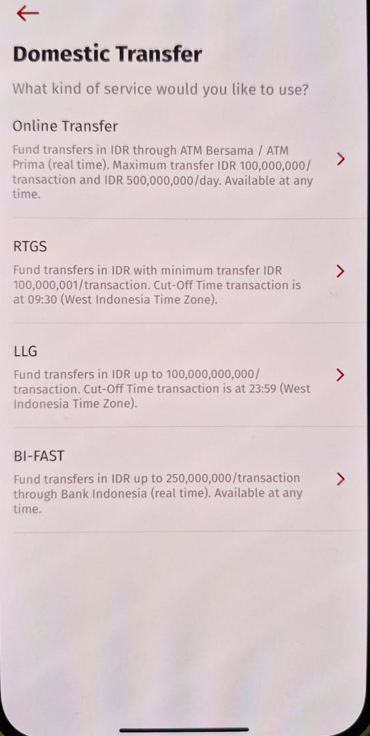 Domestic Transfer
What kind of service would you like to use?
Online Transfer
Fund transfers in IDR through ATM Bersama / ATM
Prima (real time). Maximum transfer IDR 100,000,000/
transaction and IDR 500,000,000/day. Available at any
time.
RTGS
Fund transfers in IDR with minimum transfer IDR
100,000,001/transaction. Cut-Off Time transaction is
at 09:30 (West Indonesia Time Zone).
LLG
Fund transfers in IDR up to 100,000,000,000/
transaction. Cut-Off Time transaction is at 23:59 (West
Indonesia Time Zone).
BI-FAST
Fund transfers in IDR up to 250,000,000/transaction
through Bank Indonesia (real time). Available at any
time.